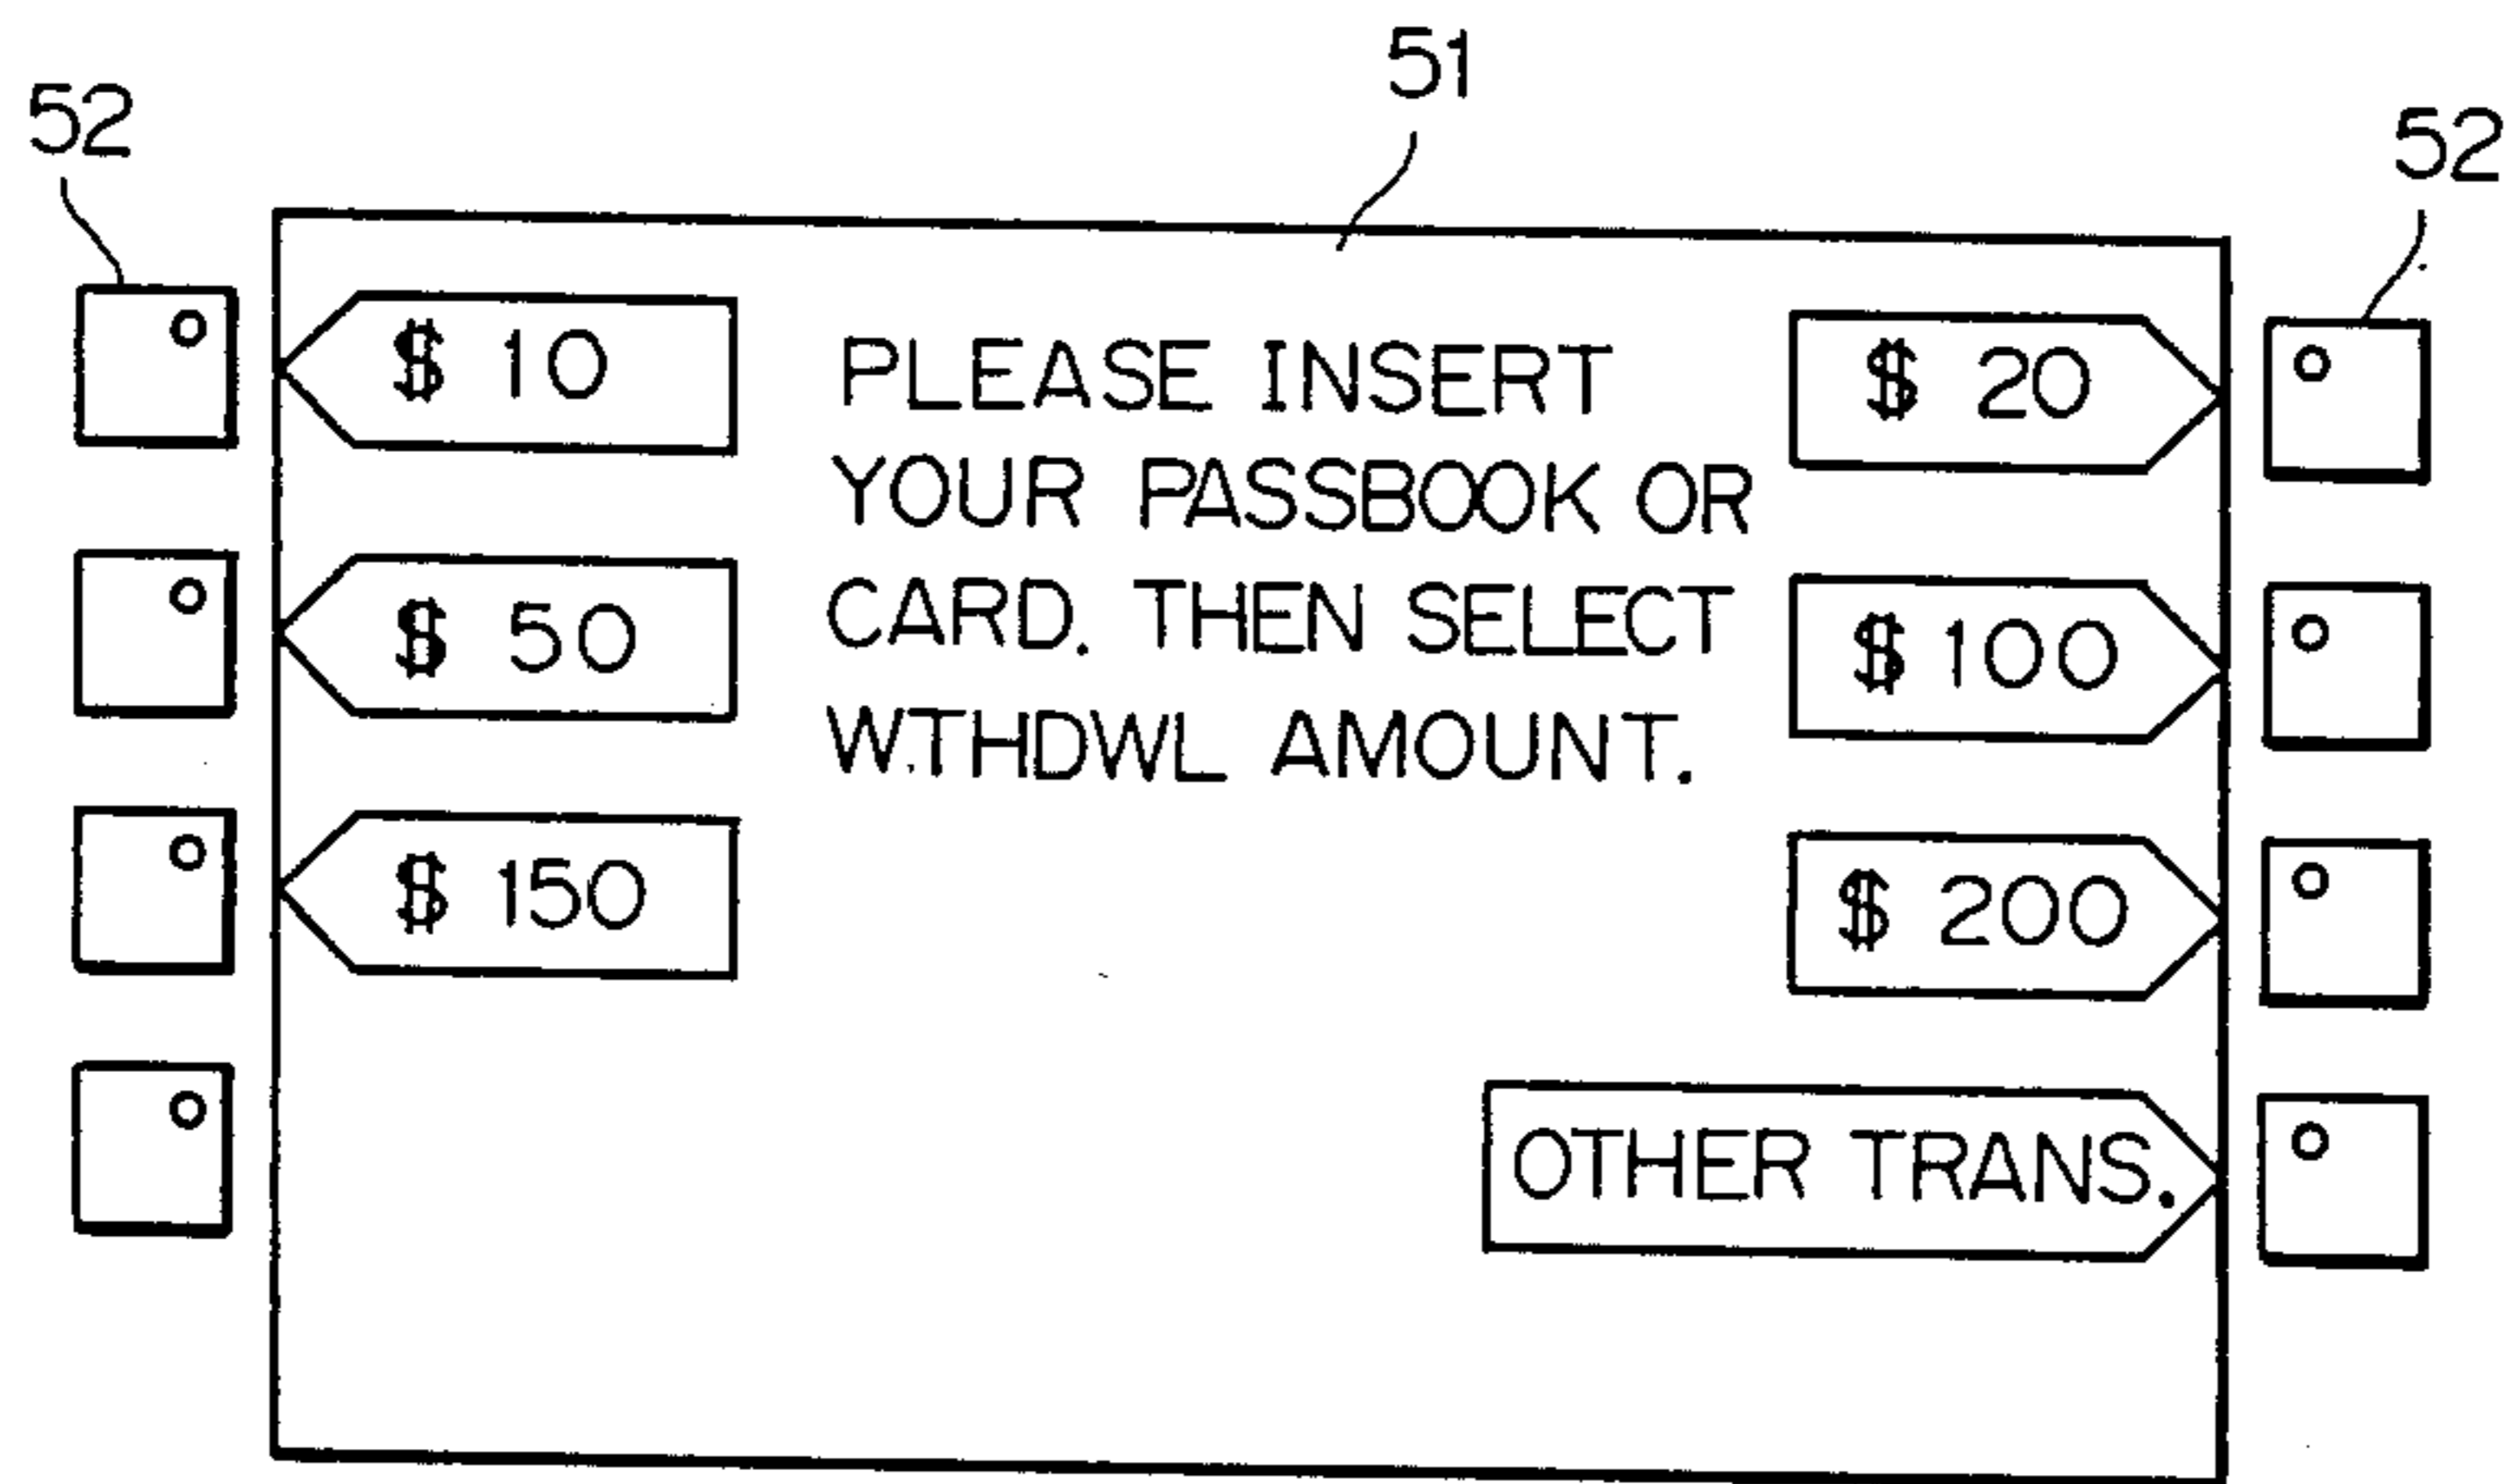 51
52
52
$ 10
PLEASE INSERT
$ 20
YOUR PASSBOOK OR
CARD. THEN SELECT
$ 50
$ 100
W.THDWL AMOUNT.
$ 150
$ 200
OTHER TRANS.